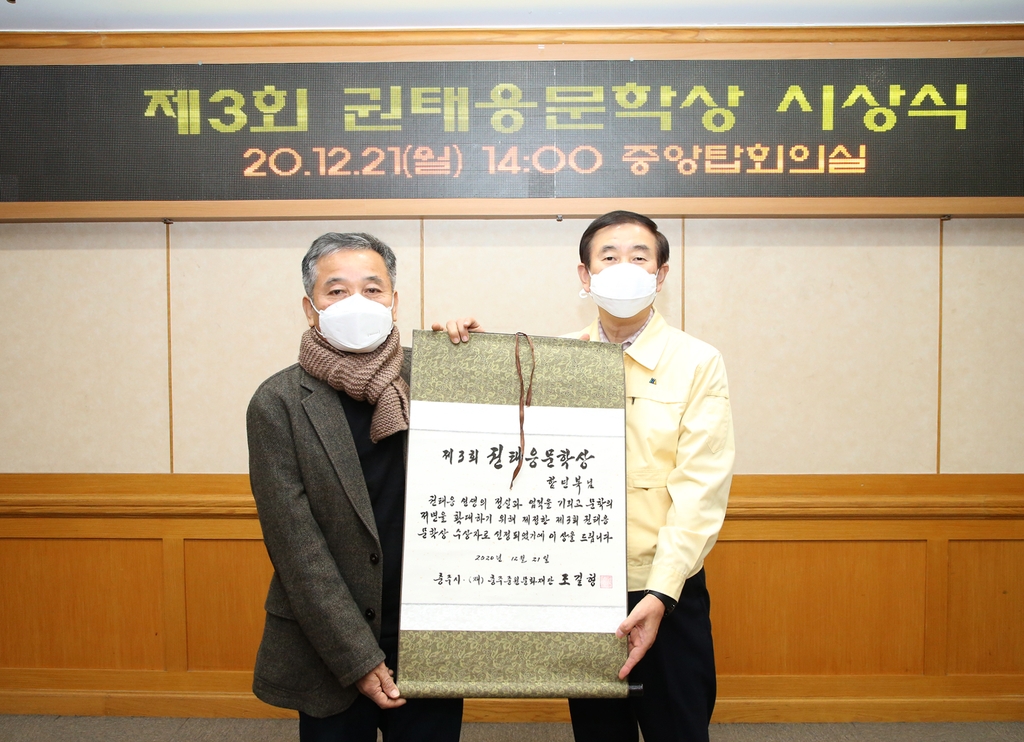 제3회 권태응문학상 시상식
20.12.21(월) 14:00 중앙탑회의실
제3회 권태응문학상
함민복 님
권태응 선생의 정신과 업적을 기리고 문학의
저변을 확대하기 위해 제정한 제3회 권태응
문학상 수상자로 선정되었기에 이 상을 드립니다
2020년 12월 21일
충주시·(재)충주중원문화재단 조길형